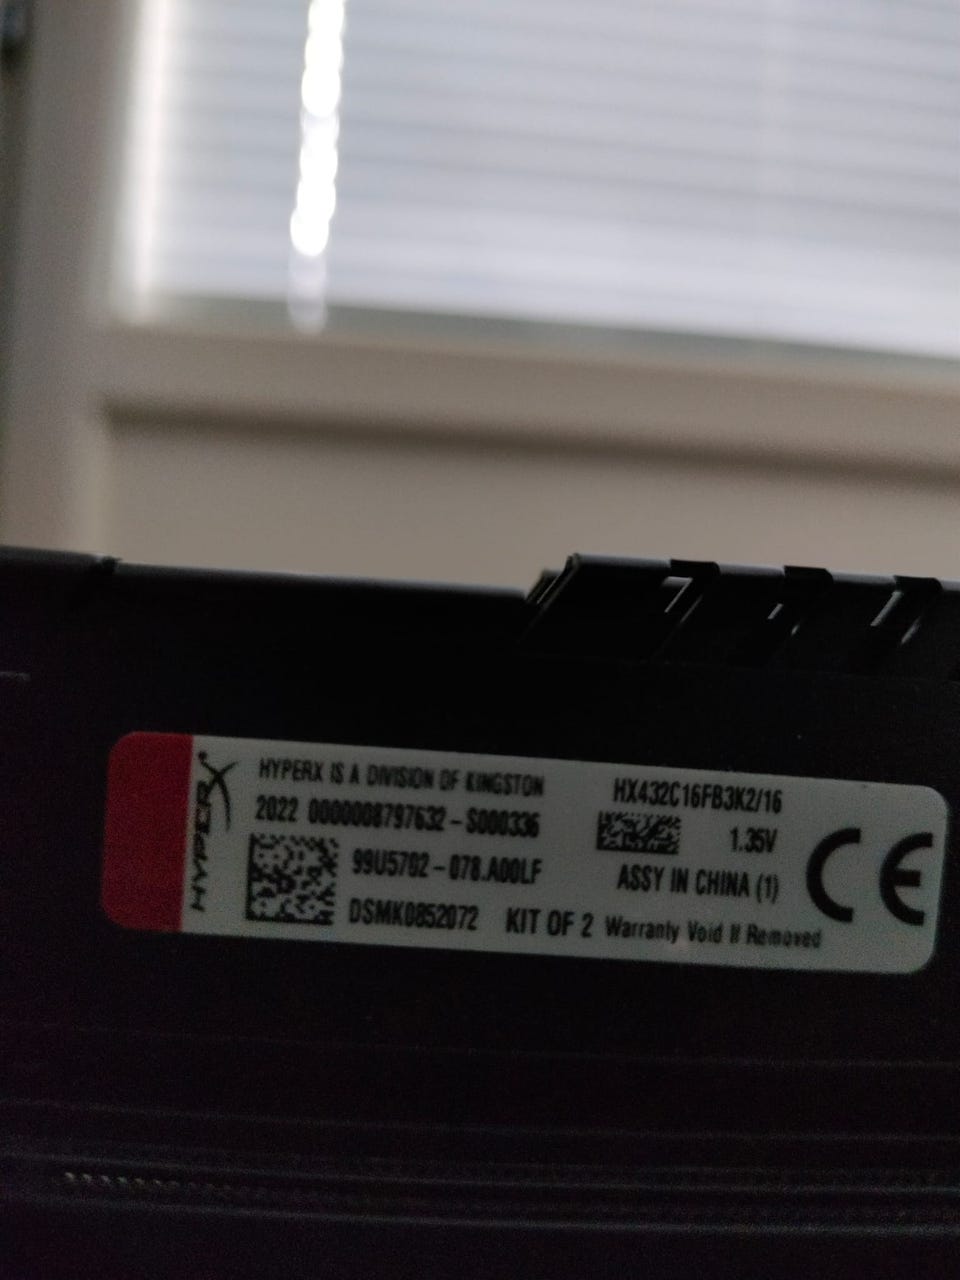 HYPERX
HYPERX IS A DIVISION OF KINGSTON
2022 0000008797632-S000336
99U5702-078.A00LF
DSMK0852072 KIT OF 2 Warranty Void If Removed
HX432C16FB3K2/16
1.35V
ASSY IN CHINA (1)
CE